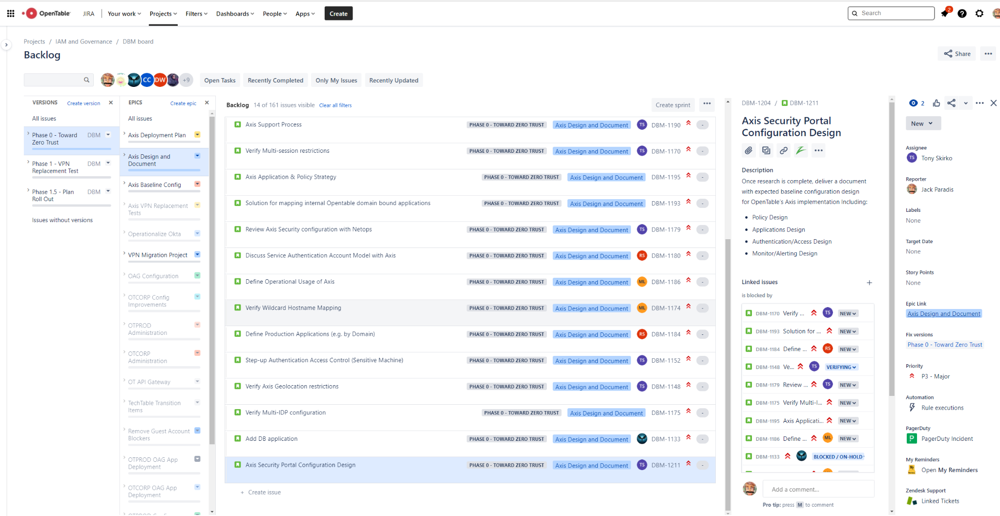 OpenTable JIRA Your work Projects Filters Dashboards People Apps Create Search 2
Projects / IAM and Governance / DBM board
Backlog
Share
CC DW +9 Open Tasks Recently Completed Only My Issues Recently Updated
VERSIONS Create version
All issues
Phase 0 - Toward Zero Trust DBM
Phase 1 - VPN Replacement Test DBM
Phase 1.5 - Plan Roll Out DBM
Issues without versions
EPICS Create epic
All issues
Axis Deployment Plan
Axis Design and Document
Axis Baseline Config
Axis VPN Replacement Tests
Operationalize Okta
VPN Migration Project
OAG Configuration
OTCORP Config Improvements
OTPROD Administration
OTCORP Administration
OT API Gateway
TechTable Transition Items
Remove Guest Account Blockers
OTPROD OAG App Deployment
OTCORP OAG App Deployment
Backlog 14 of 161 issues visible Clear all filters Create sprint
Axis Support Process PHASE 0 - TOWARD ZERO TRUST Axis Design and Document TS DBM-1190 -
Verify Multi-session restrictions PHASE 0 - TOWARD ZERO TRUST Axis Design and Document TS DBM-1170 -
Axis Application & Policy Strategy PHASE 0 - TOWARD ZERO TRUST Axis Design and Document DBM-1195 -
Solution for mapping internal Opentable domain bound applications PHASE 0 - TOWARD ZERO TRUST Axis Design and Document DBM-1193 -
Review Axis Security configuration with Netops PHASE 0 - TOWARD ZERO TRUST Axis Design and Document TS DBM-1179 -
Discuss Service Authentication Account Model with Axis PHASE 0 - TOWARD ZERO TRUST Axis Design and Document RS DBM-1180 -
Define Operational Usage of Axis PHASE 0 - TOWARD ZERO TRUST Axis Design and Document ML DBM-1186 -
Verify Wildcard Hostname Mapping PHASE 0 - TOWARD ZERO TRUST Axis Design and Document ML DBM-1174 -
Define Production Applications (e.g. by Domain) PHASE 0 - TOWARD ZERO TRUST Axis Design and Document RS DBM-1184 -
Step-up Authentication Access Control (Sensitive Machine) PHASE 0 - TOWARD ZERO TRUST Axis Design and Document TS DBM-1152 -
Verify Axis Geolocation restrictions PHASE 0 - TOWARD ZERO TRUST Axis Design and Document TS DBM-1148 -
Verify Multi-IDP configuration PHASE 0 - TOWARD ZERO TRUST Axis Design and Document DBM-1175 -
Add DB application PHASE 0 - TOWARD ZERO TRUST Axis Design and Document DBM-1133 -
Axis Security Portal Configuration Design PHASE 0 - TOWARD ZERO TRUST Axis Design and Document TS DBM-1211 -
+ Create issue
DBM-1204 / DBM-1211
Axis Security Portal
Configuration Design
Description
Once research is complete, deliver a document
with expected baseline configuration design
for OpenTable's Axis implementation Including:
• Policy Design
• Applications Design
• Authentication/Access Design
• Monitor/Alerting Design
Linked issues +
is blocked by
DBM-1170 Verify ... TS NEW
DBM-1193 Solution for ... NEW
DBM-1184 Define ... RS NEW
DBM-1148 Ve... TS VERIFYING
DBM-1179 Review ... TS NEW
DBM-1175 Verify Multi-I... NEW
DBM-1195 Axis Applicati... NEW
DBM-1186 Define ... ML NEW
DBM-1133 BLOCKED / ON-HOLD
Add a comment...
Pro tip: press M to comment
2
New
Assignee
TS Tony Skirko
Reporter
Jack Paradis
Labels
None
Target Date
None
Story Points
None
Epic Link
Axis Design and Document
Fix versions
Phase 0 - Toward Zero Trust
Priority
P3 - Major
Automation
Rule executions
PagerDuty
P PagerDuty Incident
My Reminders
Open My Reminders
Zendesk Support
Linked Tickets